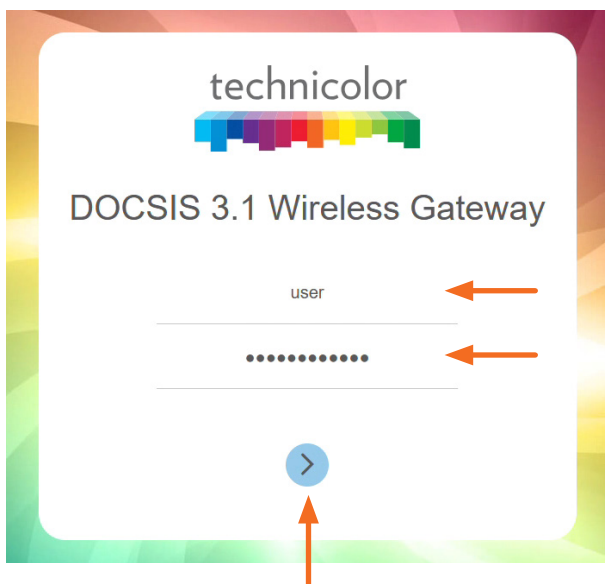 technicolor
DOCSIS 3.1 Wireless Gateway
user
••••••••••••